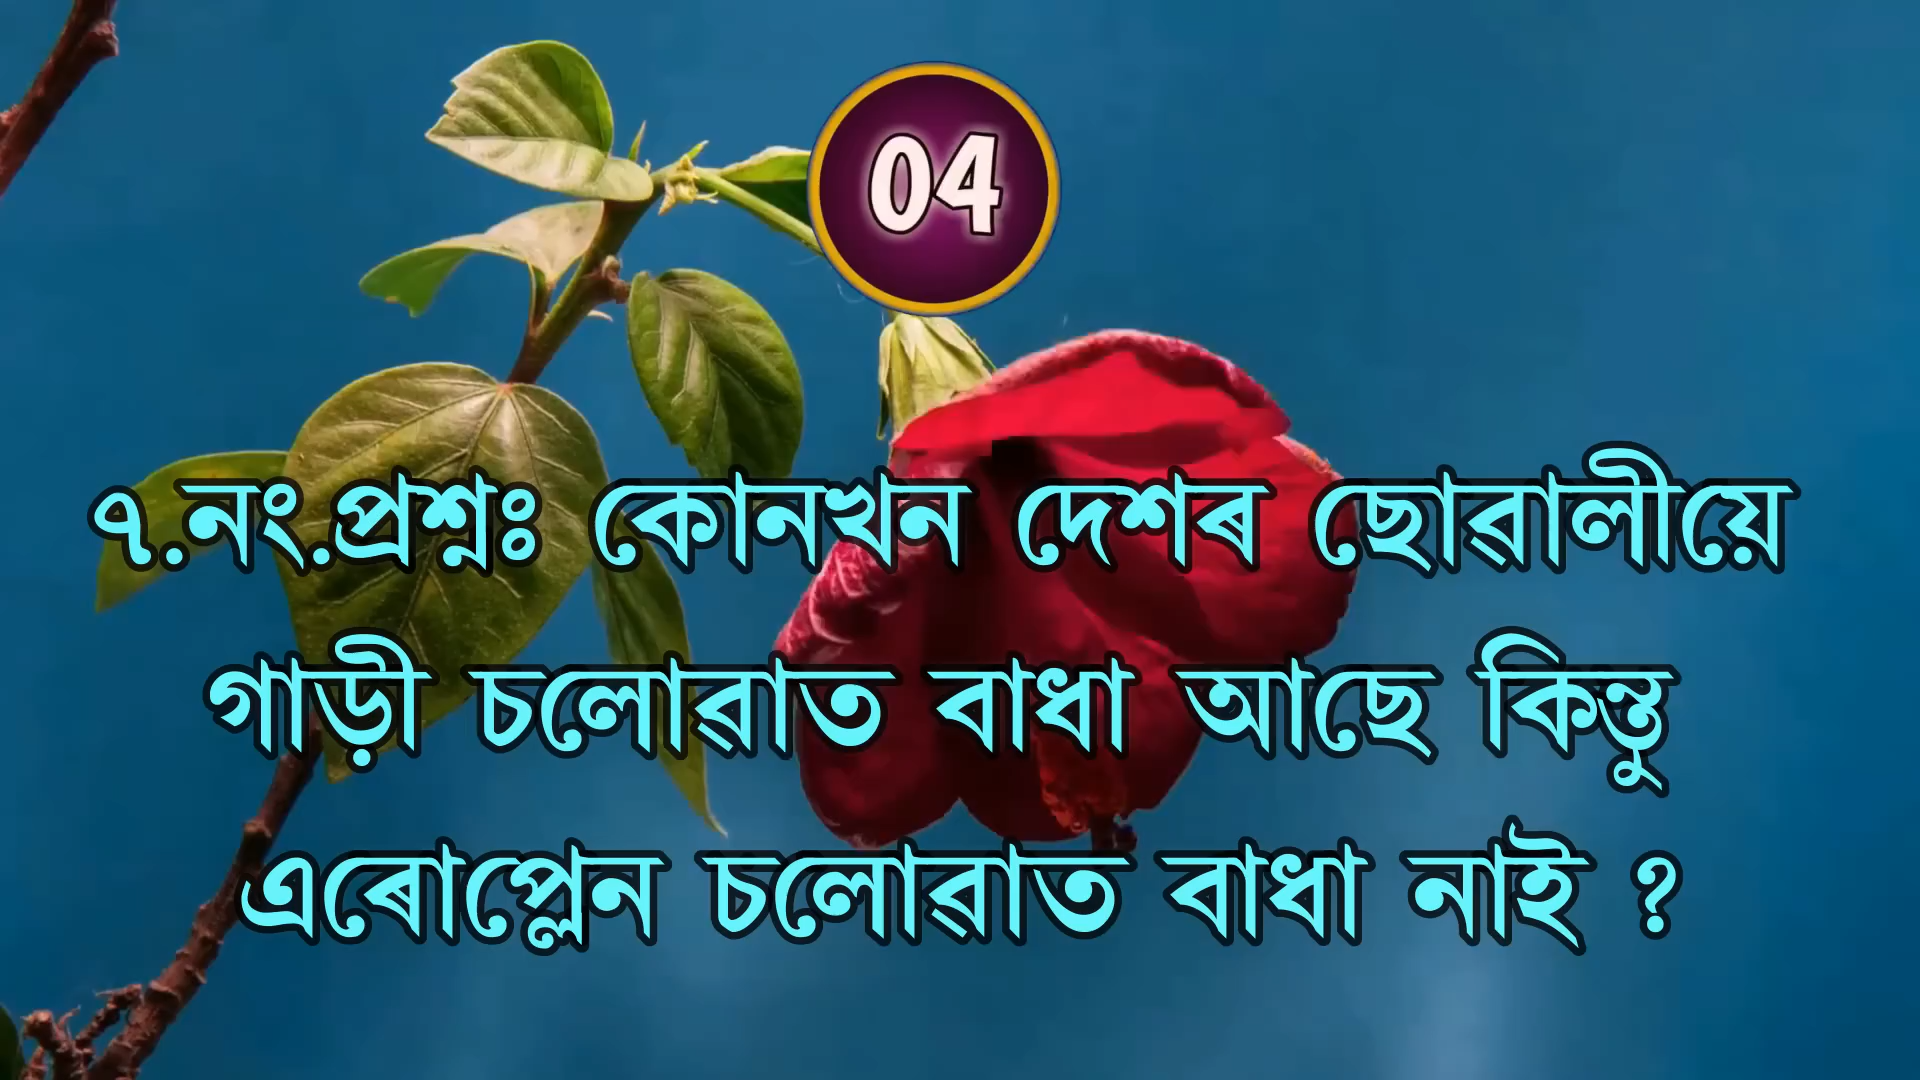 04
৭.নং.প্ৰশ্নঃ কোনখন দেশৰ ছোৱালীয়ে
গাড়ী চলোৱাত বাধা আছে কিন্তু
এৰোপ্লেন চলোৱাত বাধা নাই ?